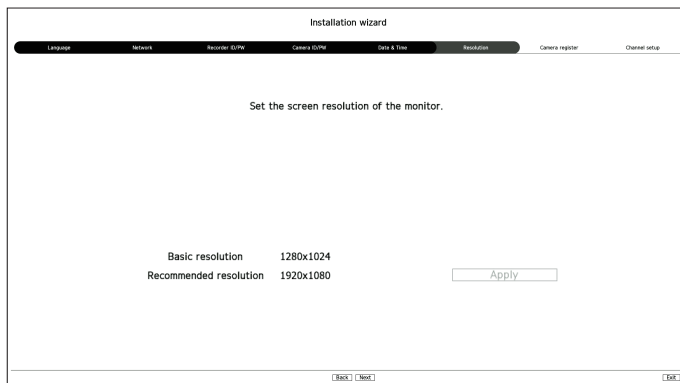 Installation wizard
Language Network Recorder ID/PW Camera ID/PW Date & Time Resolution Camera register Channel setup
Set the screen resolution of the monitor.
Basic resolution 1280x1024
Recommended resolution 1920x1080 Apply
Back Next Exit